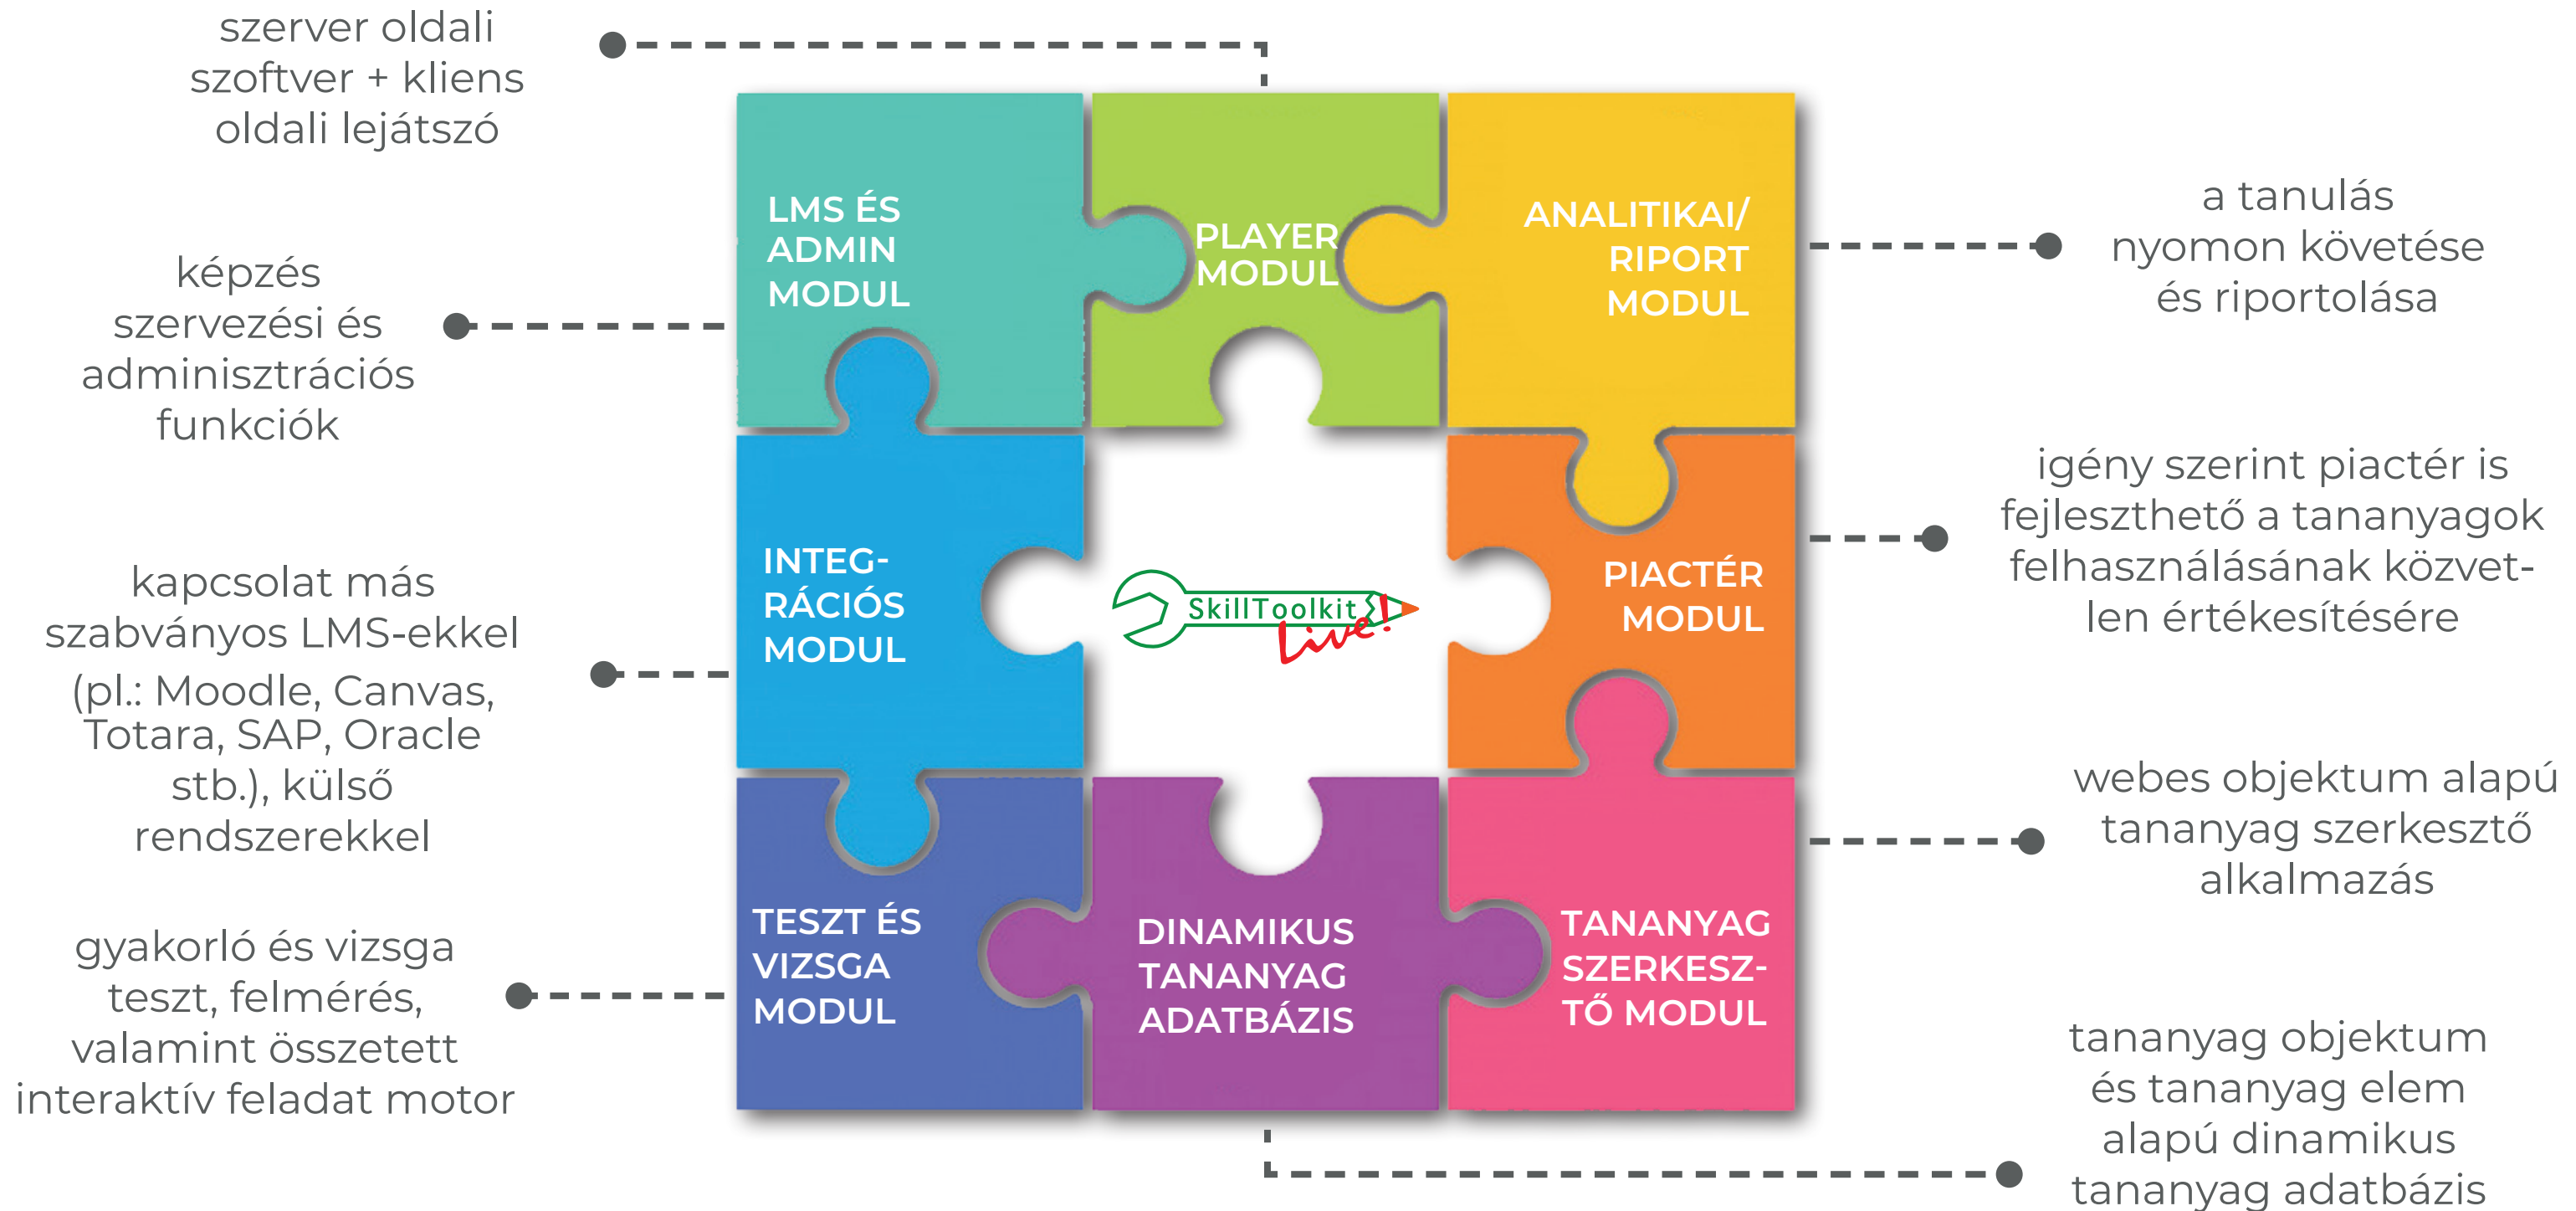 szerver oldali
szoftver + kliens
oldali lejátszó
képzés
szervezési és
adminisztrációs
funkciók
kapcsolat más
szabványos LMS-ekkel
(pl.: Moodle, Canvas,
Totara, SAP, Oracle
stb.), külső
rendszerekkel
gyakorló és vizsga
teszt, felmérés,
valamint összetett
interaktív feladat motor
LMS ÉS
ADMIN
MODUL
PLAYER
MODUL
ANALITIKAI/
RIPORT
MODUL
INTEG-
RÁCIÓS
MODUL
SkillToolkit
Live!
PIACTÉR
MODUL
TESZT ÉS
VIZSGA
MODUL
DINAMIKUS
TANANYAG
ADATBÁZIS
TANANYAG
SZERKESZ-
TŐ MODUL
a tanulás
nyomon követése
és riportolása
igény szerint piactér is
fejleszthető a tananyagok
felhasználásának közvet-
len értékesítésére
webes objektum alapú
tananyag szerkesztő
alkalmazás
tananyag objektum
és tananyag elem
alapú dinamikus
tananyag adatbázis